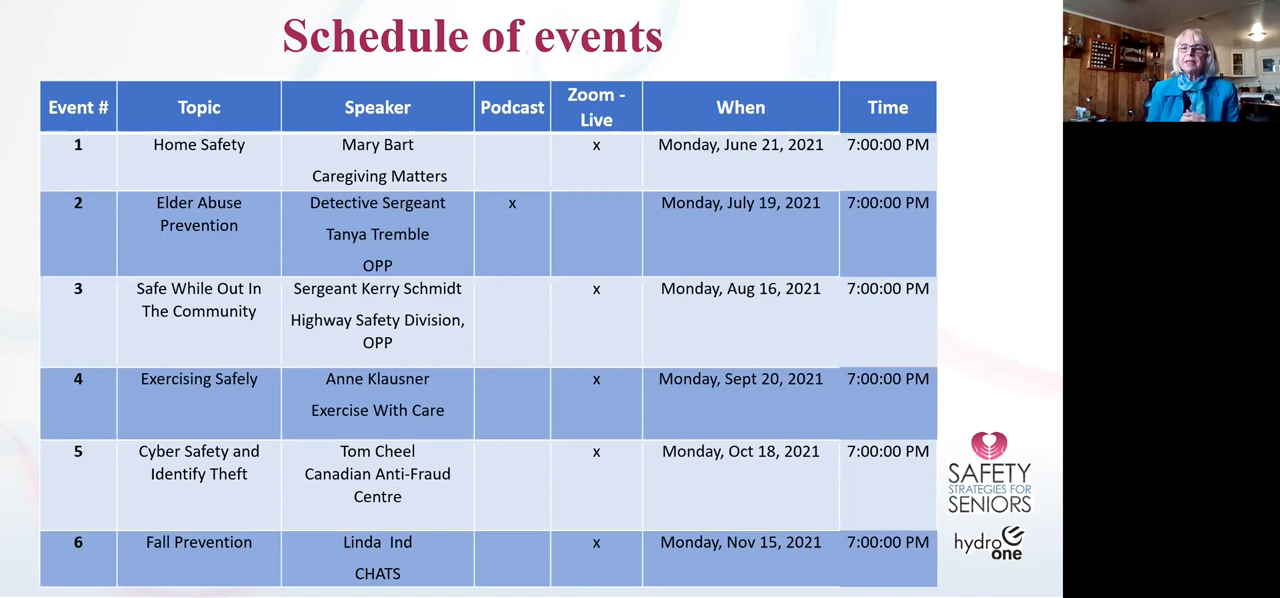 Schedule of events
Event # Topic Speaker Podcast Zoom - Live When Time
1 Home Safety Mary Bart x Monday, June 21, 2021 7:00:00 PM
Caregiving Matters
2 Elder Abuse Detective Sergeant x Monday, July 19, 2021 7:00:00 PM
Prevention Tanya Tremble
OPP
3 Safe While Out In Sergeant Kerry Schmidt x Monday, Aug 16, 2021 7:00:00 PM
The Community Highway Safety Division,
OPP
4 Exercising Safely Anne Klausner x Monday, Sept 20, 2021 7:00:00 PM
Exercise With Care
5 Cyber Safety and Tom Cheel x Monday, Oct 18, 2021 7:00:00 PM
Identify Theft Canadian Anti-Fraud
Centre
6 Fall Prevention Linda Ind x Monday, Nov 15, 2021 7:00:00 PM
CHATS
SAFETY
STRATEGIES FOR
SENIORS
hydro
one